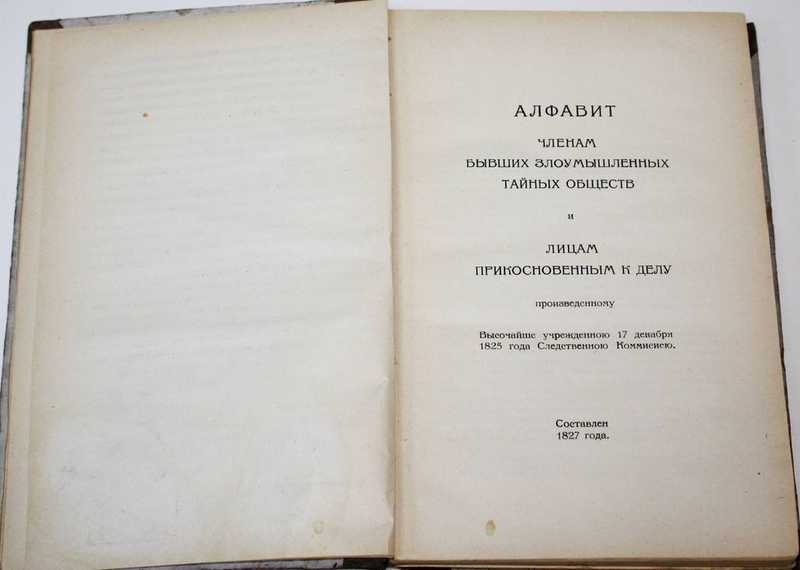 АЛФАВИТ
ЧЛЕНАМ
БЫВШИХ ЗЛОУМЫШЛЕННЫХ
ТАЙНЫХ ОБЩЕСТВ
и
ЛИЦАМ
ПРИКОСНОВЕННЫМ К ДЕЛУ
произведенному
Высочайше учрежденною 17 декабря
1825 года Следственною Коммисиею.
Составлен
1827 года.